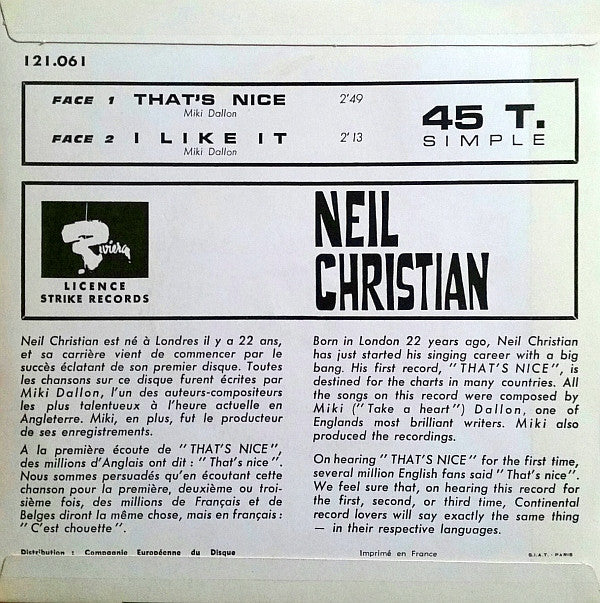 121.061
FACE 1 THAT'S NICE 2'49
Miki Dallon
FACE 2 I LIKE IT 2'13
Miki Dallon
45 T.
SIMPLE
Riviera
LICENCE
STRIKE RECORDS
NEIL
CHRISTIAN
Neil Christian est né à Londres il y a 22 ans,
et sa carrière vient de commencer par le
succès éclatant de son premier disque. Toutes
les chansons sur ce disque furent écrites par
Miki Dallon, l'un des auteurs-compositeurs
les plus talentueux à l'heure actuelle en
Angleterre. Miki, en plus, fut le producteur
de ses enregistrements.
A la première écoute de "THAT'S NICE",
des millions d'Anglais ont dit : "That's nice".
Nous sommes persuadés qu'en écoutant cette
chanson pour la première, deuxième ou troi-
sième fois, des millions de Français et de
Belges diront la même chose, mais en français :
"C'est chouette".
Born in London 22 years ago, Neil Christian
has just started his singing career with a big
bang. His first record, "THAT'S NICE", is
destined for the charts in many countries. All
the songs on this record were composed by
Miki ("Take a heart") Dallon, one of
Englands most brilliant writers. Miki also
produced the recordings.
On hearing "THAT'S NICE" for the first time,
several million English fans said "That's nice".
We feel sure that, on hearing this record for
the first, second, or third time, Continental
record lovers will say exactly the same thing
— in their respective languages.
Distribution : Compagnie Européenne du Disque
Imprimé en France
S.I.A.T. - PARIS